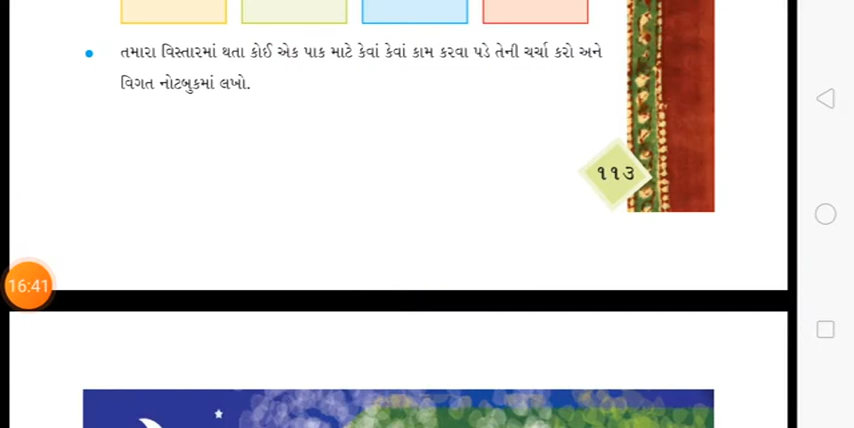 તમારા વિસ્તારમાં થતા કોઈ એક પાક માટે કેવાં કેવાં કામ કરવા પડે તેની ચર્ચા કરો અને
વિગત નોટબુકમાં લખો.
૧૧૩
16:41